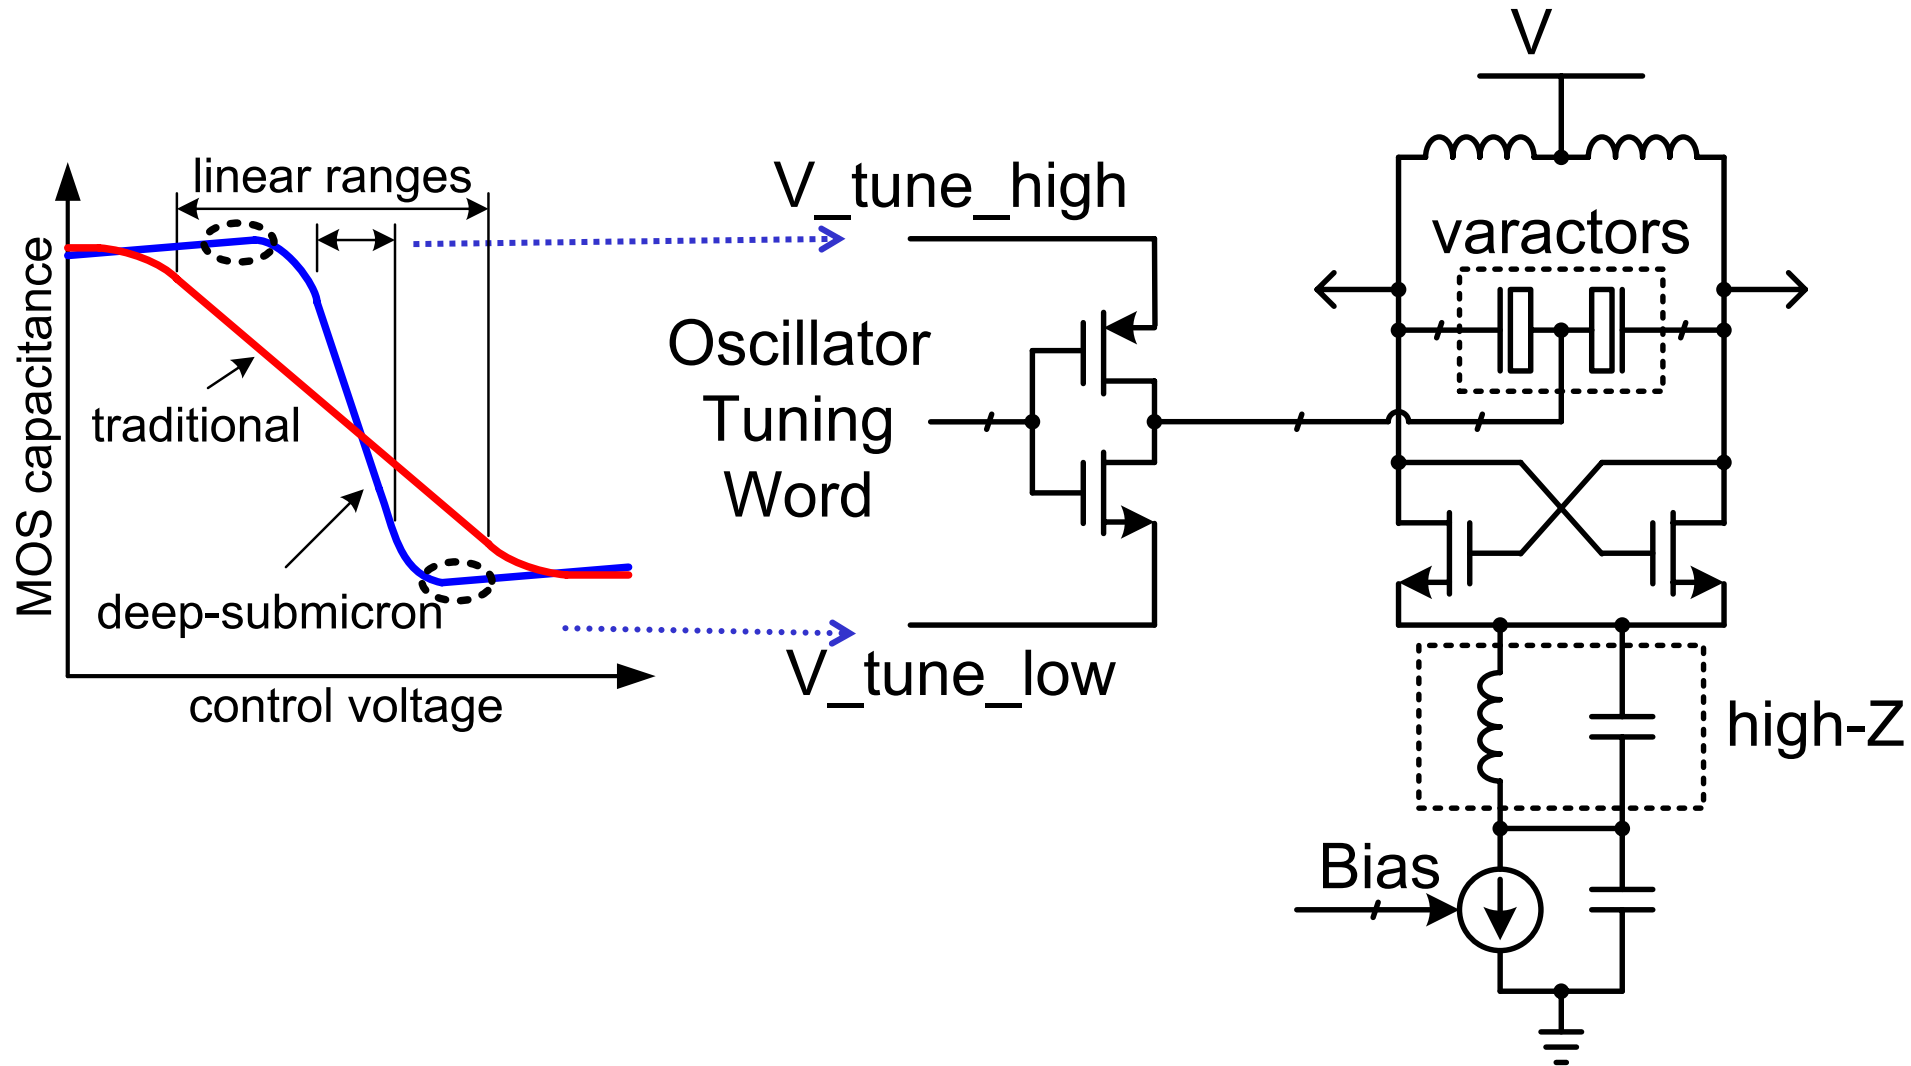 V
linear ranges
V_tune_high
varactors
MOS capacitance
Oscillator
Tuning
Word
traditional
deep-submicron
V_tune_low
control voltage
high-Z
Bias